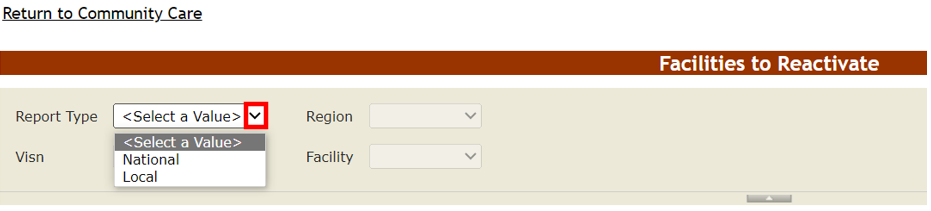 Return to Community Care
Facilities to Reactivate
Report Type <Select a Value> Region
<Select a Value>
National
Local
Visn Facility